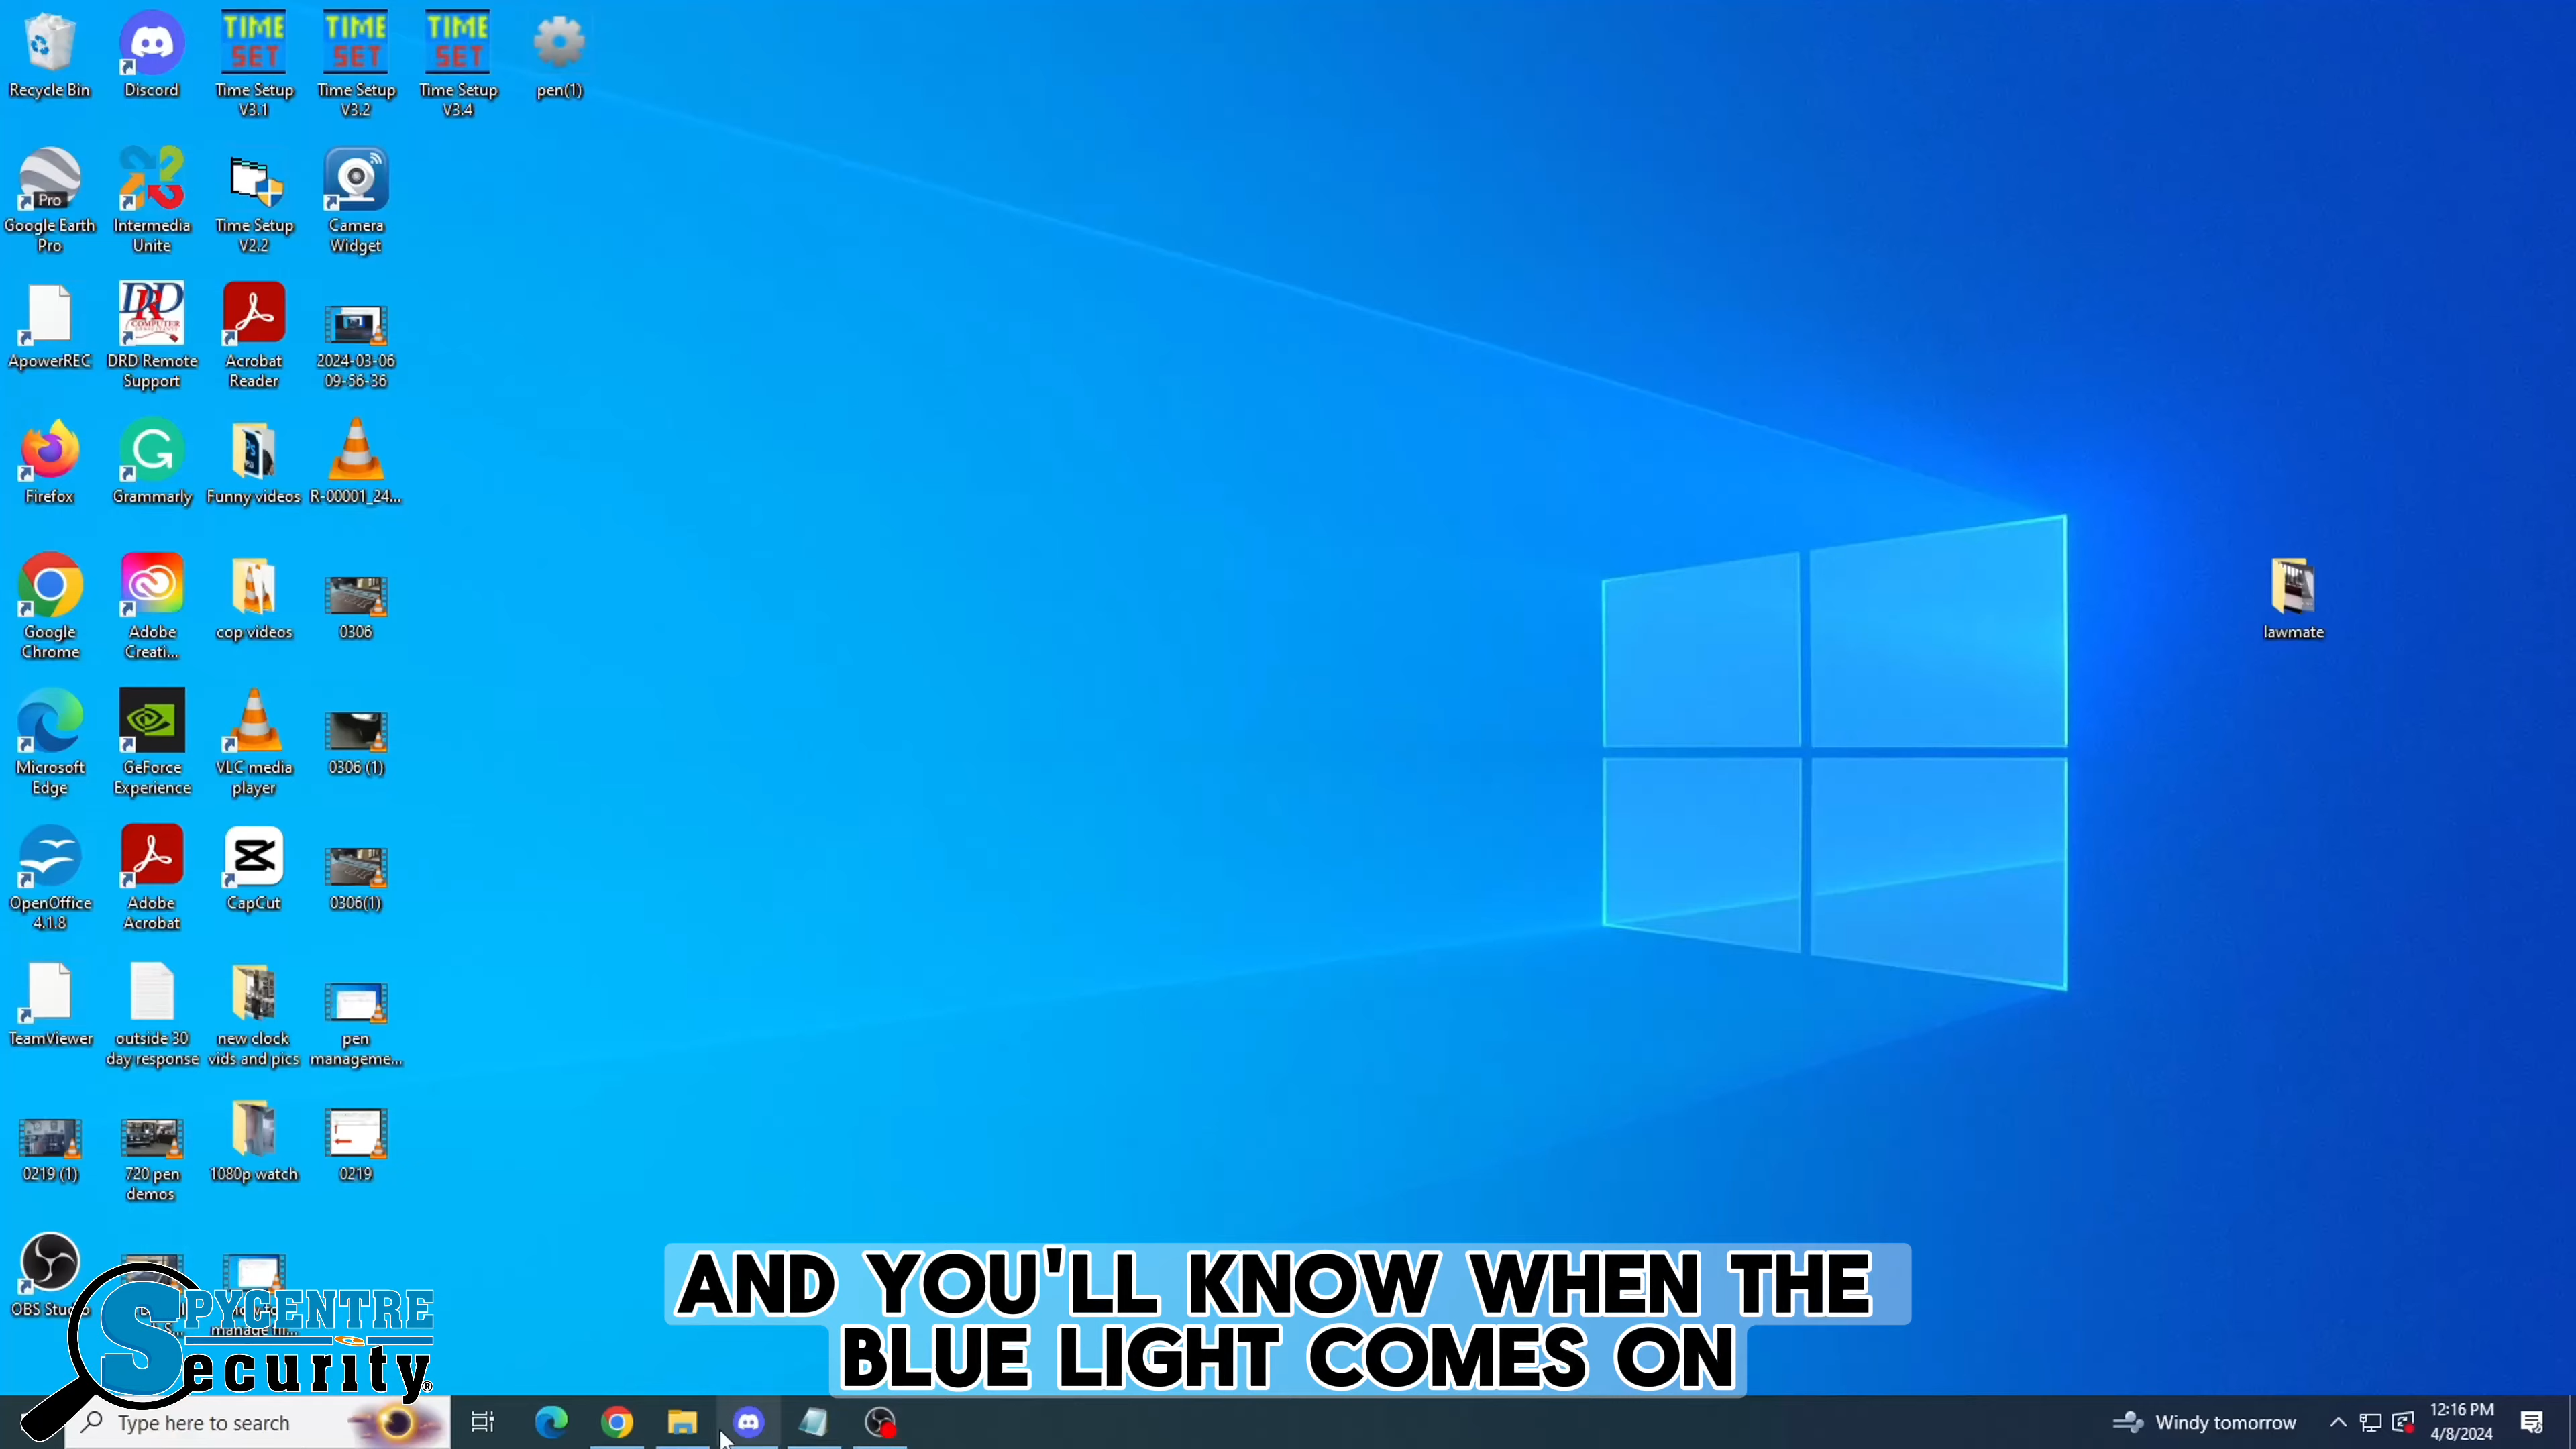 Recycle Bin
Discord
TIME SET
Time Setup V3.1
TIME SET
Time Setup V3.2
TIME SET
Time Setup V3.4
pen(1)
Pro
Google Earth Pro
Intermedia Unite
Time Setup V2.2
Camera Widget
ApowerREC
DRD COMPUTER
DRD Remote Support
Acrobat Reader
2024-03-06 09-56-36
Firefox
Grammarly
Funny videos
R-00001_24...
Google Chrome
Adobe Creati...
cop videos
0306
lawmate
Microsoft Edge
GeForce Experience
VLC media player
0306 (1)
OpenOffice 4.1.8
Adobe Acrobat
CapCut
0306(1)
TeamViewer
outside 30 day response
new clock vids and pics
pen manageme...
0219 (1)
720 pen demos
1080p watch
0219
OBS Studio
SPYCENTRE
Security®
AND YOU'LL KNOW WHEN THE
BLUE LIGHT COMES ON
Type here to search
Windy tomorrow
12:16 PM
4/8/2024